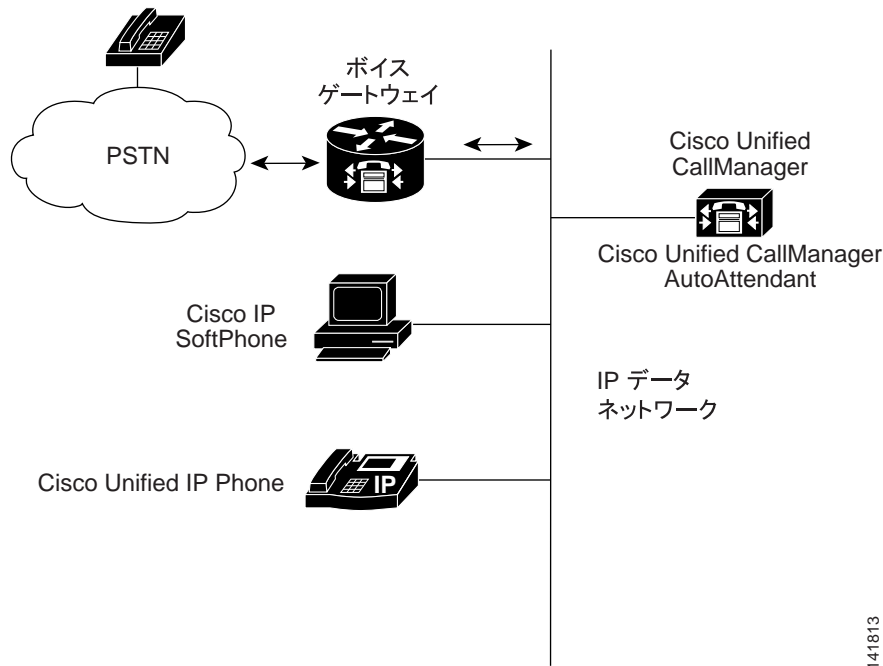 ボイス
ゲートウェイ
PSTN
Cisco Unified
CallManager
Cisco Unified CallManager
AutoAttendant
Cisco IP
SoftPhone
IP データ
ネットワーク
Cisco Unified IP Phone
IP
141813